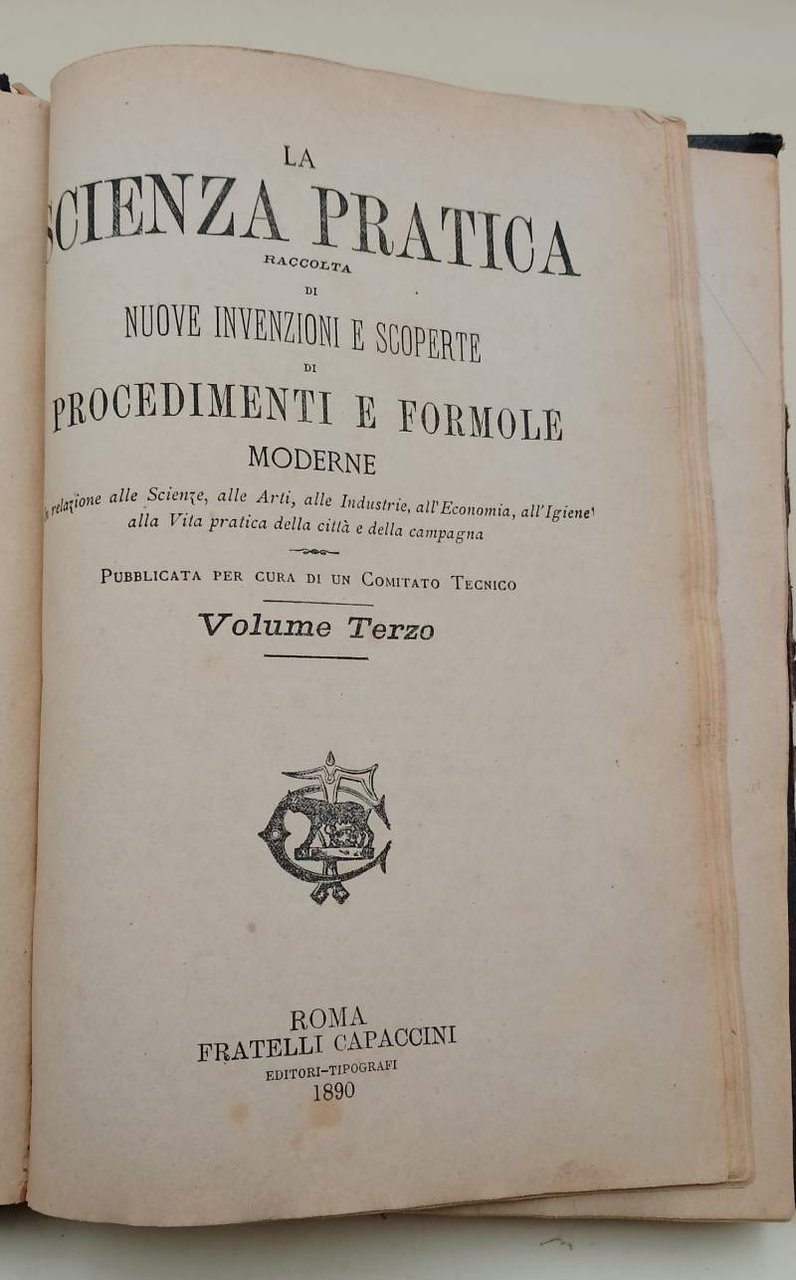 LA
SCIENZA PRATICA
RACCOLTA
DI
NUOVE INVENZIONI E SCOPERTE
DI
PROCEDIMENTI E FORMOLE
MODERNE
relazione alle Scienze, alle Arti, alle Industrie, all'Economia, all'Igiene'
alla Vita pratica della città e della campagna
PUBBLICATA PER CURA DI UN COMITATO TECNICO
Volume Terzo
ROMA
FRATELLI CAPACCINI
EDITORI-TIPOGRAFI
1890